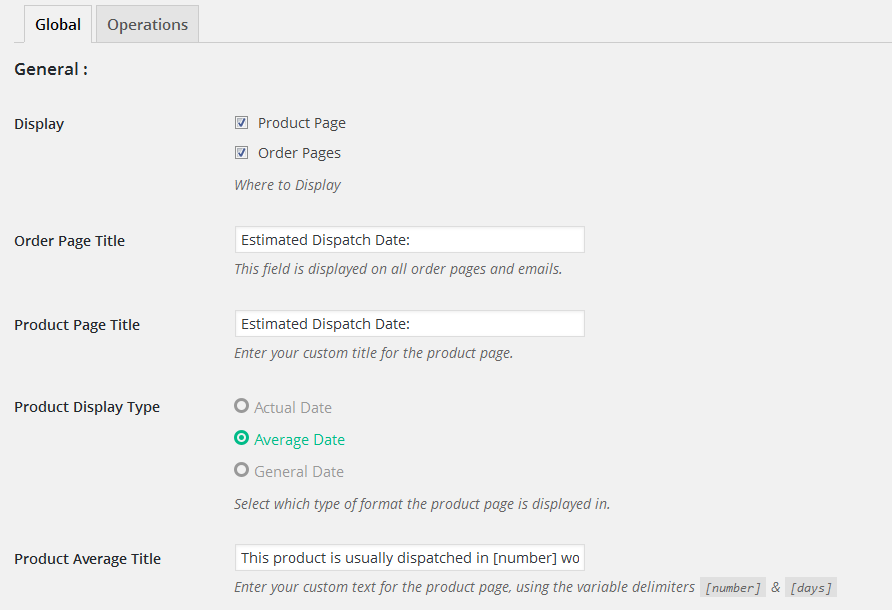 Global Operations
General :
Display
Product Page
Order Pages
Where to Display
Order Page Title
Estimated Dispatch Date:
This field is displayed on all order pages and emails.
Product Page Title
Estimated Dispatch Date:
Enter your custom title for the product page.
Product Display Type
Actual Date
Average Date
General Date
Select which type of format the product page is displayed in.
Product Average Title
This product is usually dispatched in [number] wo
Enter your custom text for the product page, using the variable delimiters [number] & [days]